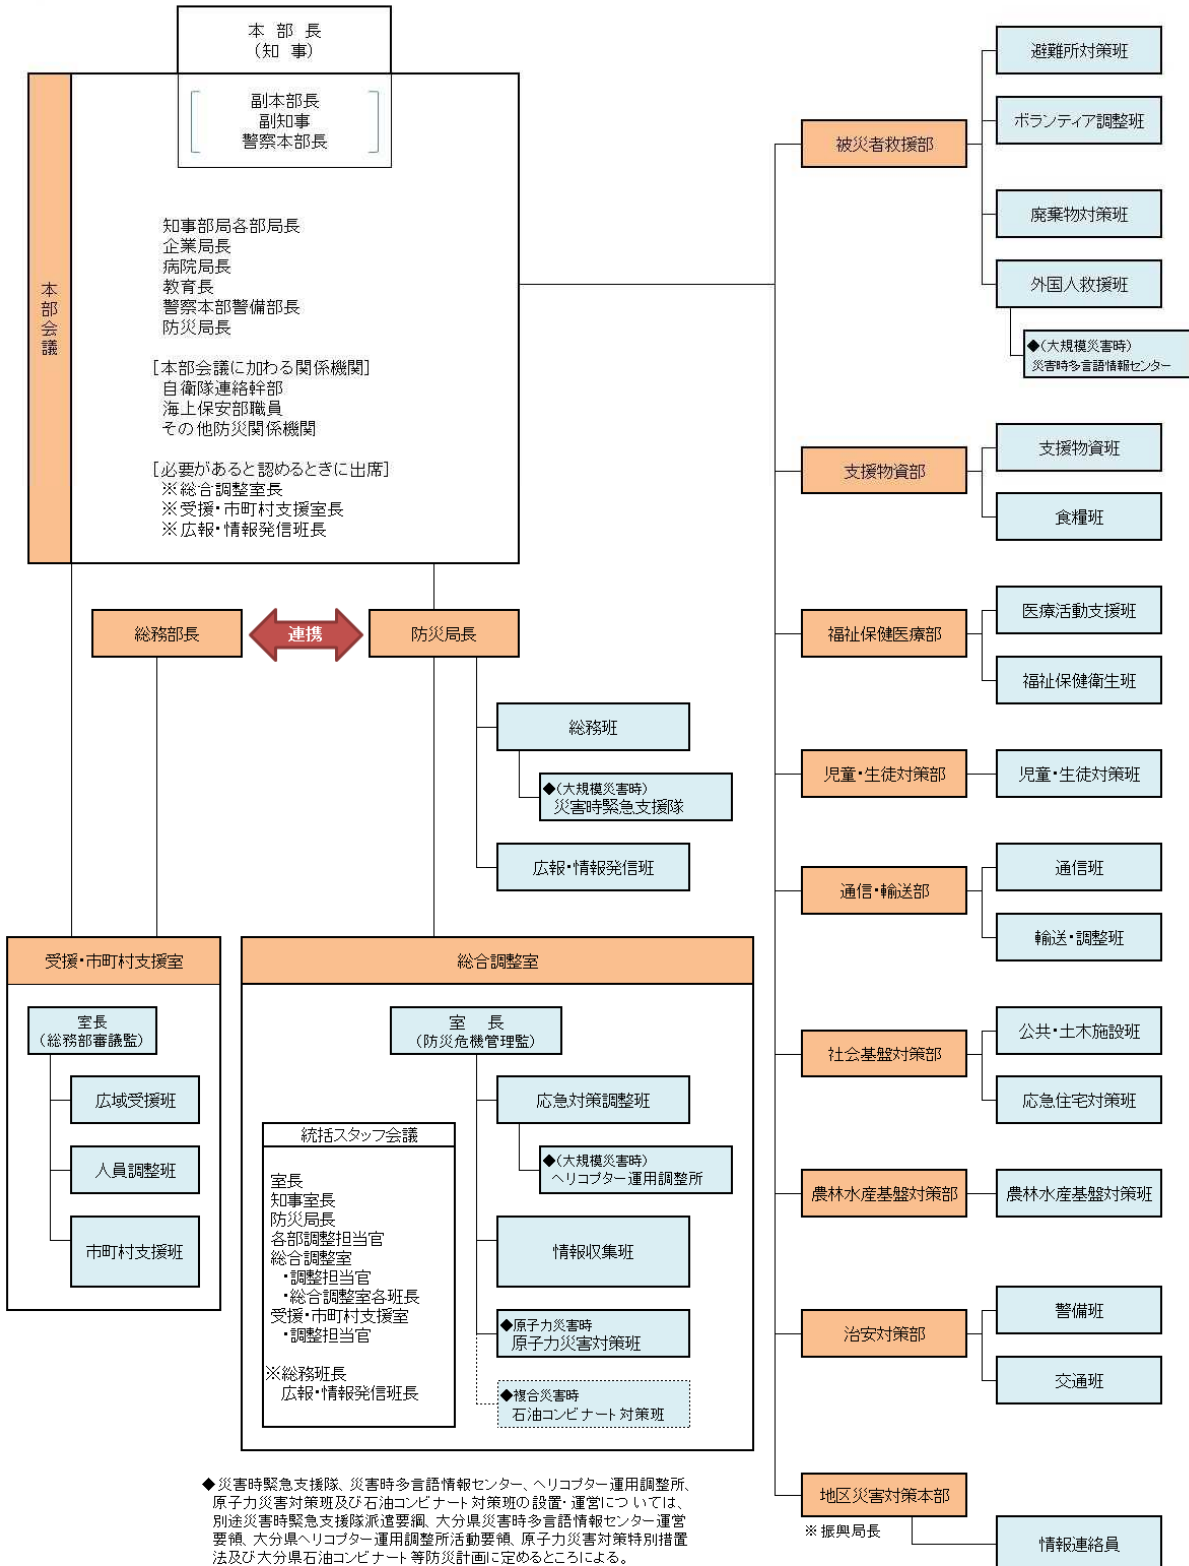 本部長
(知 事)
副本部長
副知事
警察本部長
本部会議
知事部局各部局長
企業局長
病院局長
教育長
警察本部警備部長
防災局長
[本部会議に加わる関係機関]
自衛隊連絡幹部
海上保安部職員
その他防災関係機関
[必要があると認めるときに出席]
※総合調整室長
※受援・市町村支援室長
※広報・情報発信班長
総務部長
連携
防災局長
総務班
◆(大規模災害時)
災害時緊急支援隊
広報・情報発信班
受援・市町村支援室
室長
(総務部審議監)
広域受援班
人員調整班
市町村支援班
総合調整室
室 長
(防災危機管理監)
応急対策調整班
◆(大規模災害時)
ヘリコプター運用調整所
情報収集班
◆原子力災害時
原子力災害対策班
◆複合災害時
石油コンビナート対策班
統括スタッフ会議
室長
知事室長
防災局長
各部調整担当官
総合調整室
・調整担当官
・総合調整室各班長
受援・市町村支援室
・調整担当官
※総務班長
広報・情報発信班長
被災者救援部
避難所対策班
ボランティア調整班
廃棄物対策班
外国人救援班
◆(大規模災害時)
災害時多言語情報センター
支援物資部
支援物資班
食糧班
福祉保健医療部
医療活動支援班
福祉保健衛生班
児童・生徒対策部
児童・生徒対策班
通信・輸送部
通信班
輸送・調整班
社会基盤対策部
公共・土木施設班
応急住宅対策班
農林水産基盤対策部
農林水産基盤対策班
治安対策部
警備班
交通班
地区災害対策本部
※振興局長
情報連絡員
◆災害時緊急支援隊、災害時多言語情報センター、ヘリコプター運用調整所、
原子力災害対策班及び石油コンビナート対策班の設置・運営については、
別途災害時緊急支援隊派遣要綱、大分県災害時多言語情報センター運営
要領、大分県ヘリコプター運用調整所活動要領、原子力災害対策特別措置
法及び大分県石油コンビナート等防災計画に定めるところによる。